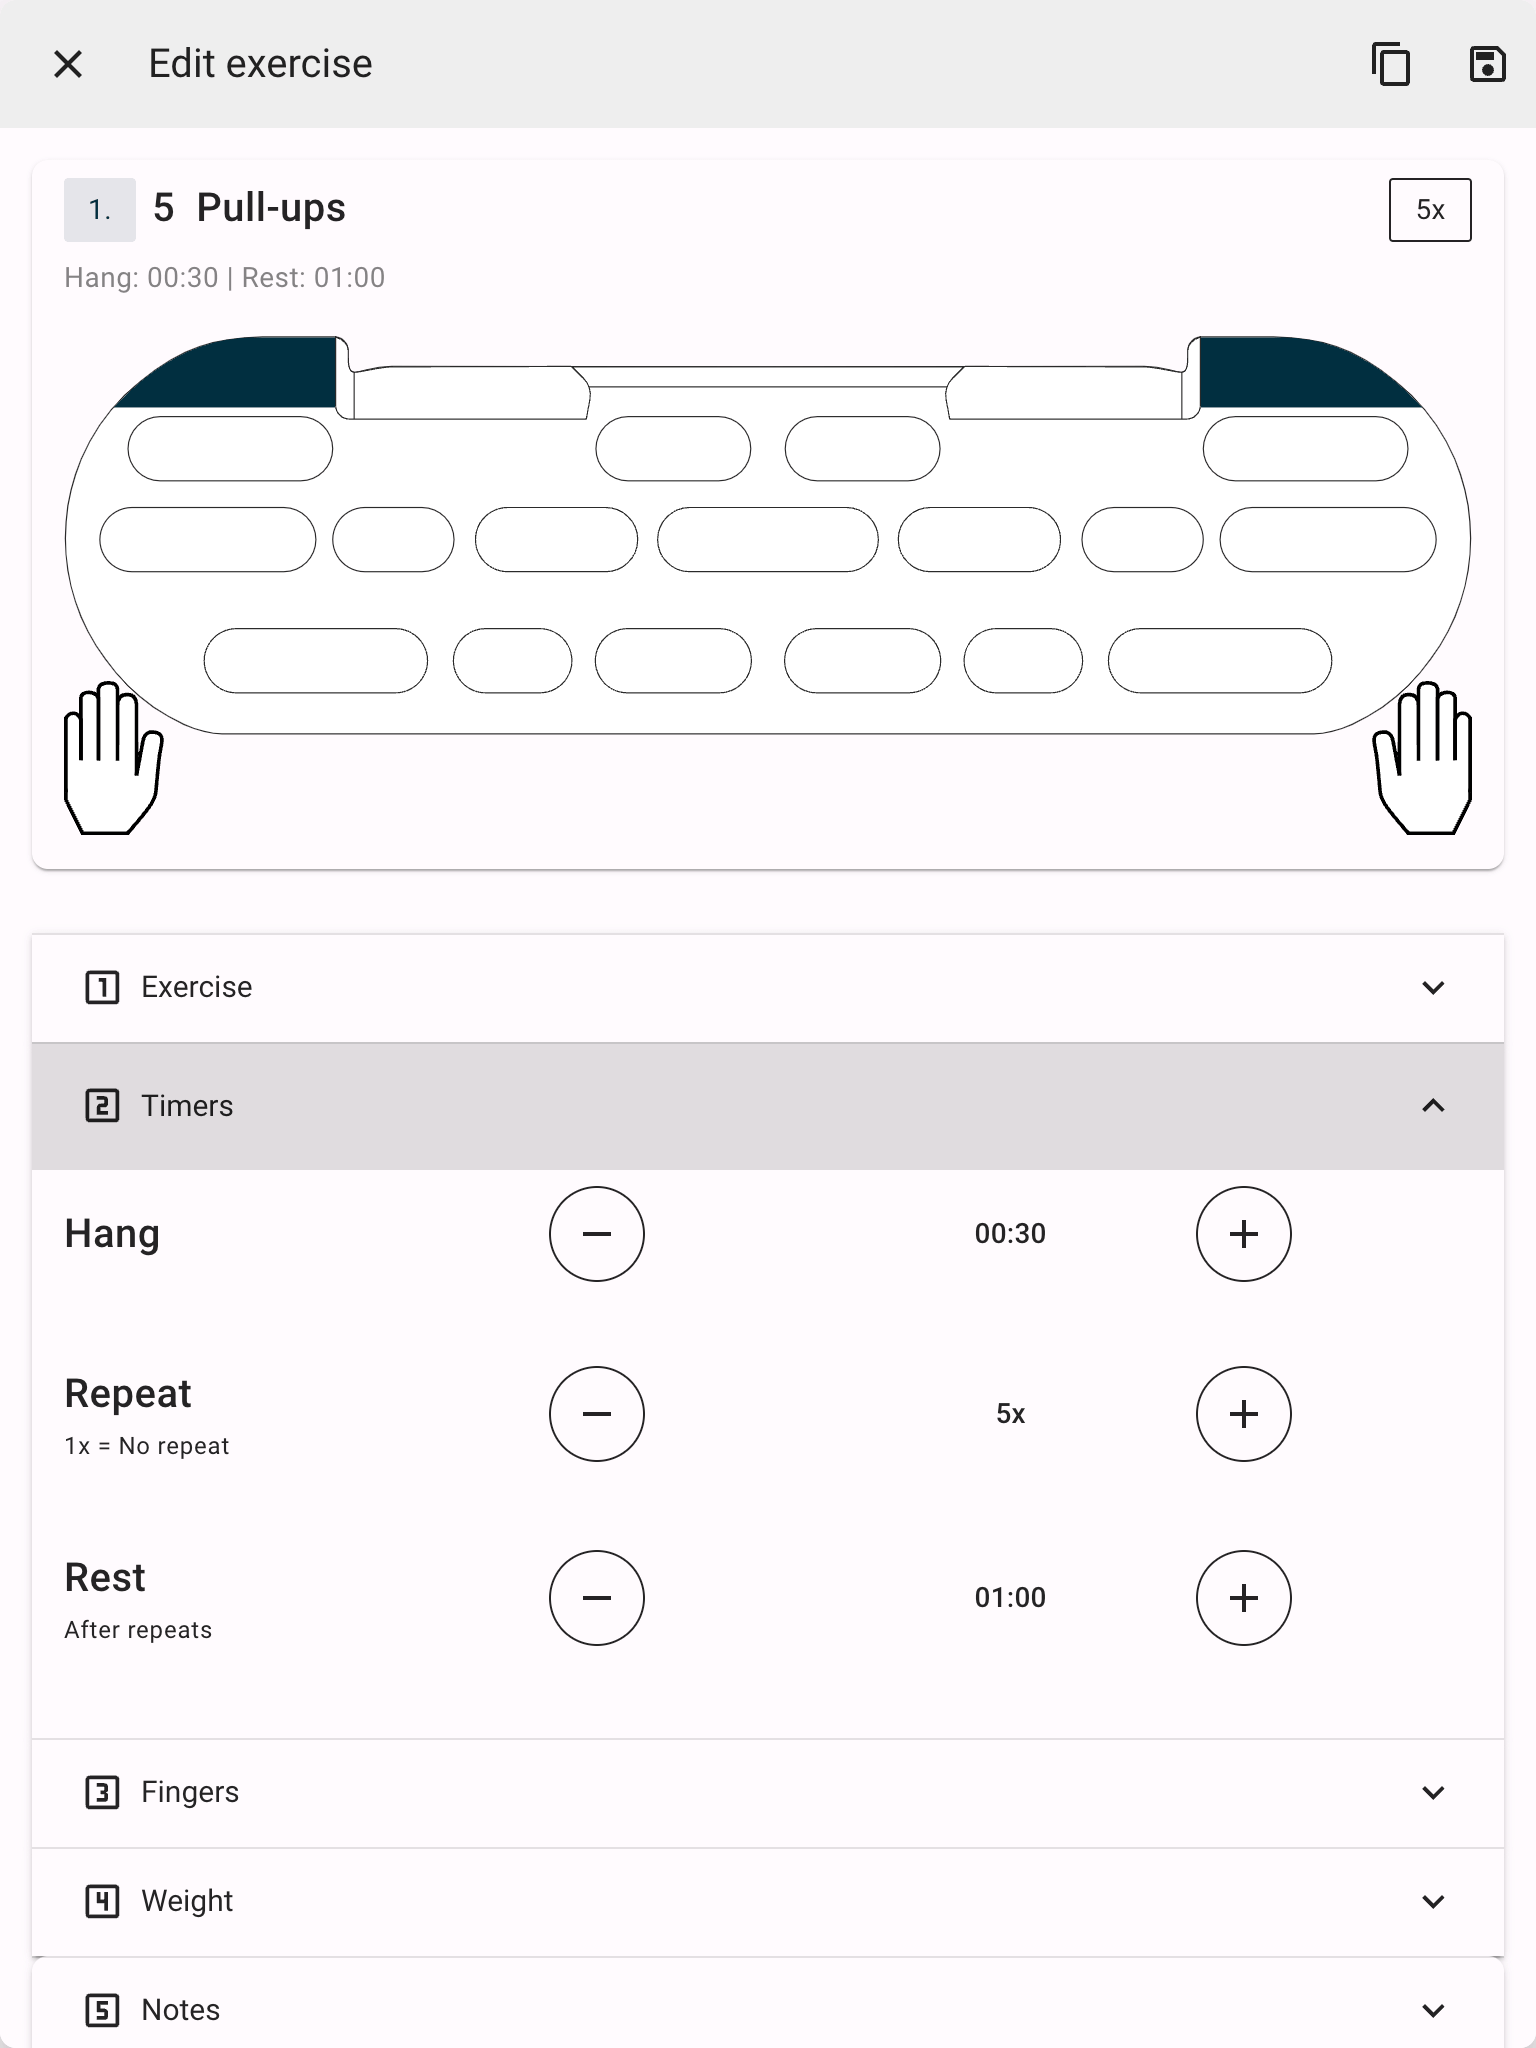 Edit exercise
1. 5 Pull-ups 5x
Hang: 00:30 | Rest: 01:00
1 Exercise
2 Timers
Hang 00:30
Repeat 5x
1x = No repeat
Rest 01:00
After repeats
3 Fingers
4 Weight
5 Notes